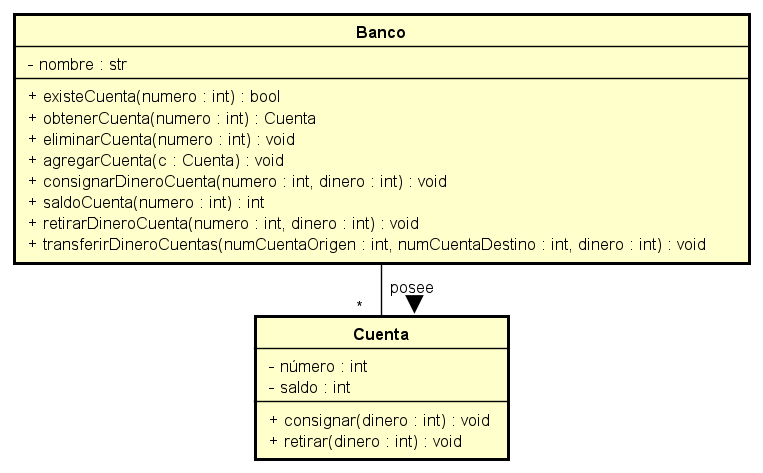 Banco
- nombre : str
+ existeCuenta(numero : int) : bool
+ obtenerCuenta(numero : int) : Cuenta
+ eliminarCuenta(numero : int) : void
+ agregarCuenta(c : Cuenta) : void
+ consignarDineroCuenta(numero : int, dinero : int) : void
+ saldoCuenta(numero : int) : int
+ retirarDineroCuenta(numero : int, dinero : int) : void
+ transferirDineroCuentas(numCuentaOrigen : int, numCuentaDestino : int, dinero : int) : void
posee
*
Cuenta
- número : int
- saldo : int
+ consignar(dinero : int) : void
+ retirar(dinero : int) : void